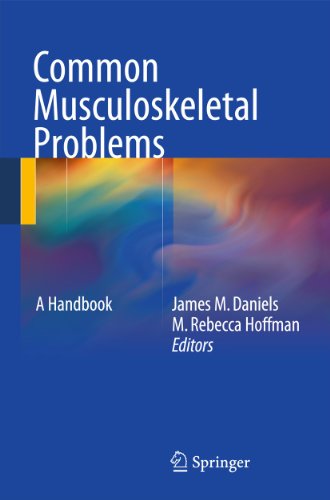 Common
Musculoskeletal
Problems
A Handbook
James M. Daniels
M. Rebecca Hoffman
Editors
Springer